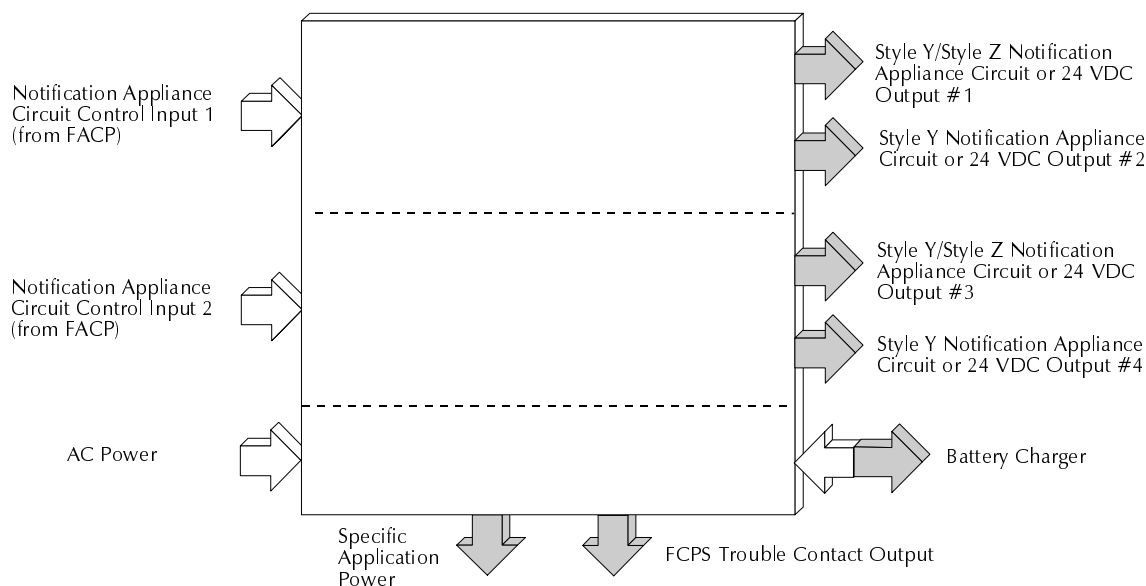 Notification Appliance
Circuit Control Input 1
(from FACP)
Style Y/Style Z Notification
Appliance Circuit or 24 VDC
Output #1
Style Y Notification Appliance
Circuit or 24 VDC Output #2
Notification Appliance
Circuit Control Input 2
(from FACP)
Style Y/Style Z Notification
Appliance Circuit or 24 VDC
Output #3
Style Y Notification Appliance
Circuit or 24 VDC Output #4
AC Power
Battery Charger
Specific
Application
Power
FCPS Trouble Contact Output